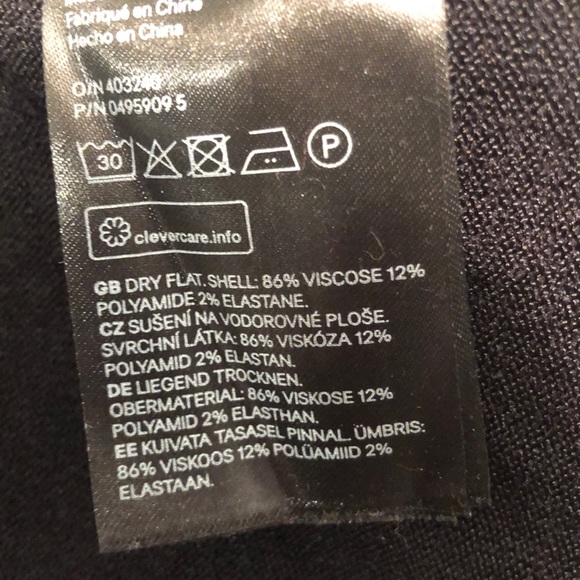 Fabriqué en Chine
Hecho en China
O/N 403240
P/N 0495909 5
30
P
clevercare.info
GB DRY FLAT. SHELL: 86% VISCOSE 12%
POLYAMIDE 2% ELASTANE.
CZ SUŠENÍ NA VODOROVNÉ PLOŠE.
SVRCHNÍ LÁTKA: 86% VISKÓZA 12%
POLYAMID 2% ELASTAN.
DE LIEGEND TROCKNEN.
OBERMATERIAL: 86% VISKOSE 12%
POLYAMID 2% ELASTHAN.
EE KUIVATA TASASEL PINNAL. ÜMBRIS:
86% VISKOOS 12% POLÜAMIID 2%
ELASTAAN.